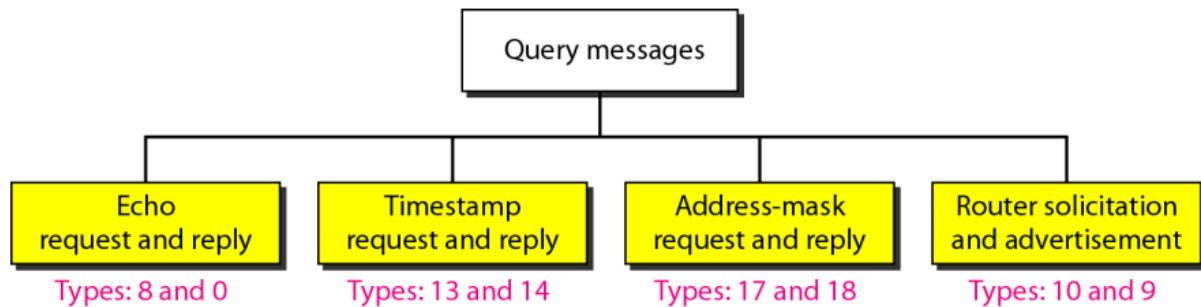 Query messages
Echo
request and reply
Timestamp
request and reply
Address-mask
request and reply
Router solicitation
and advertisement
Types: 8 and 0
Types: 13 and 14
Types: 17 and 18
Types: 10 and 9